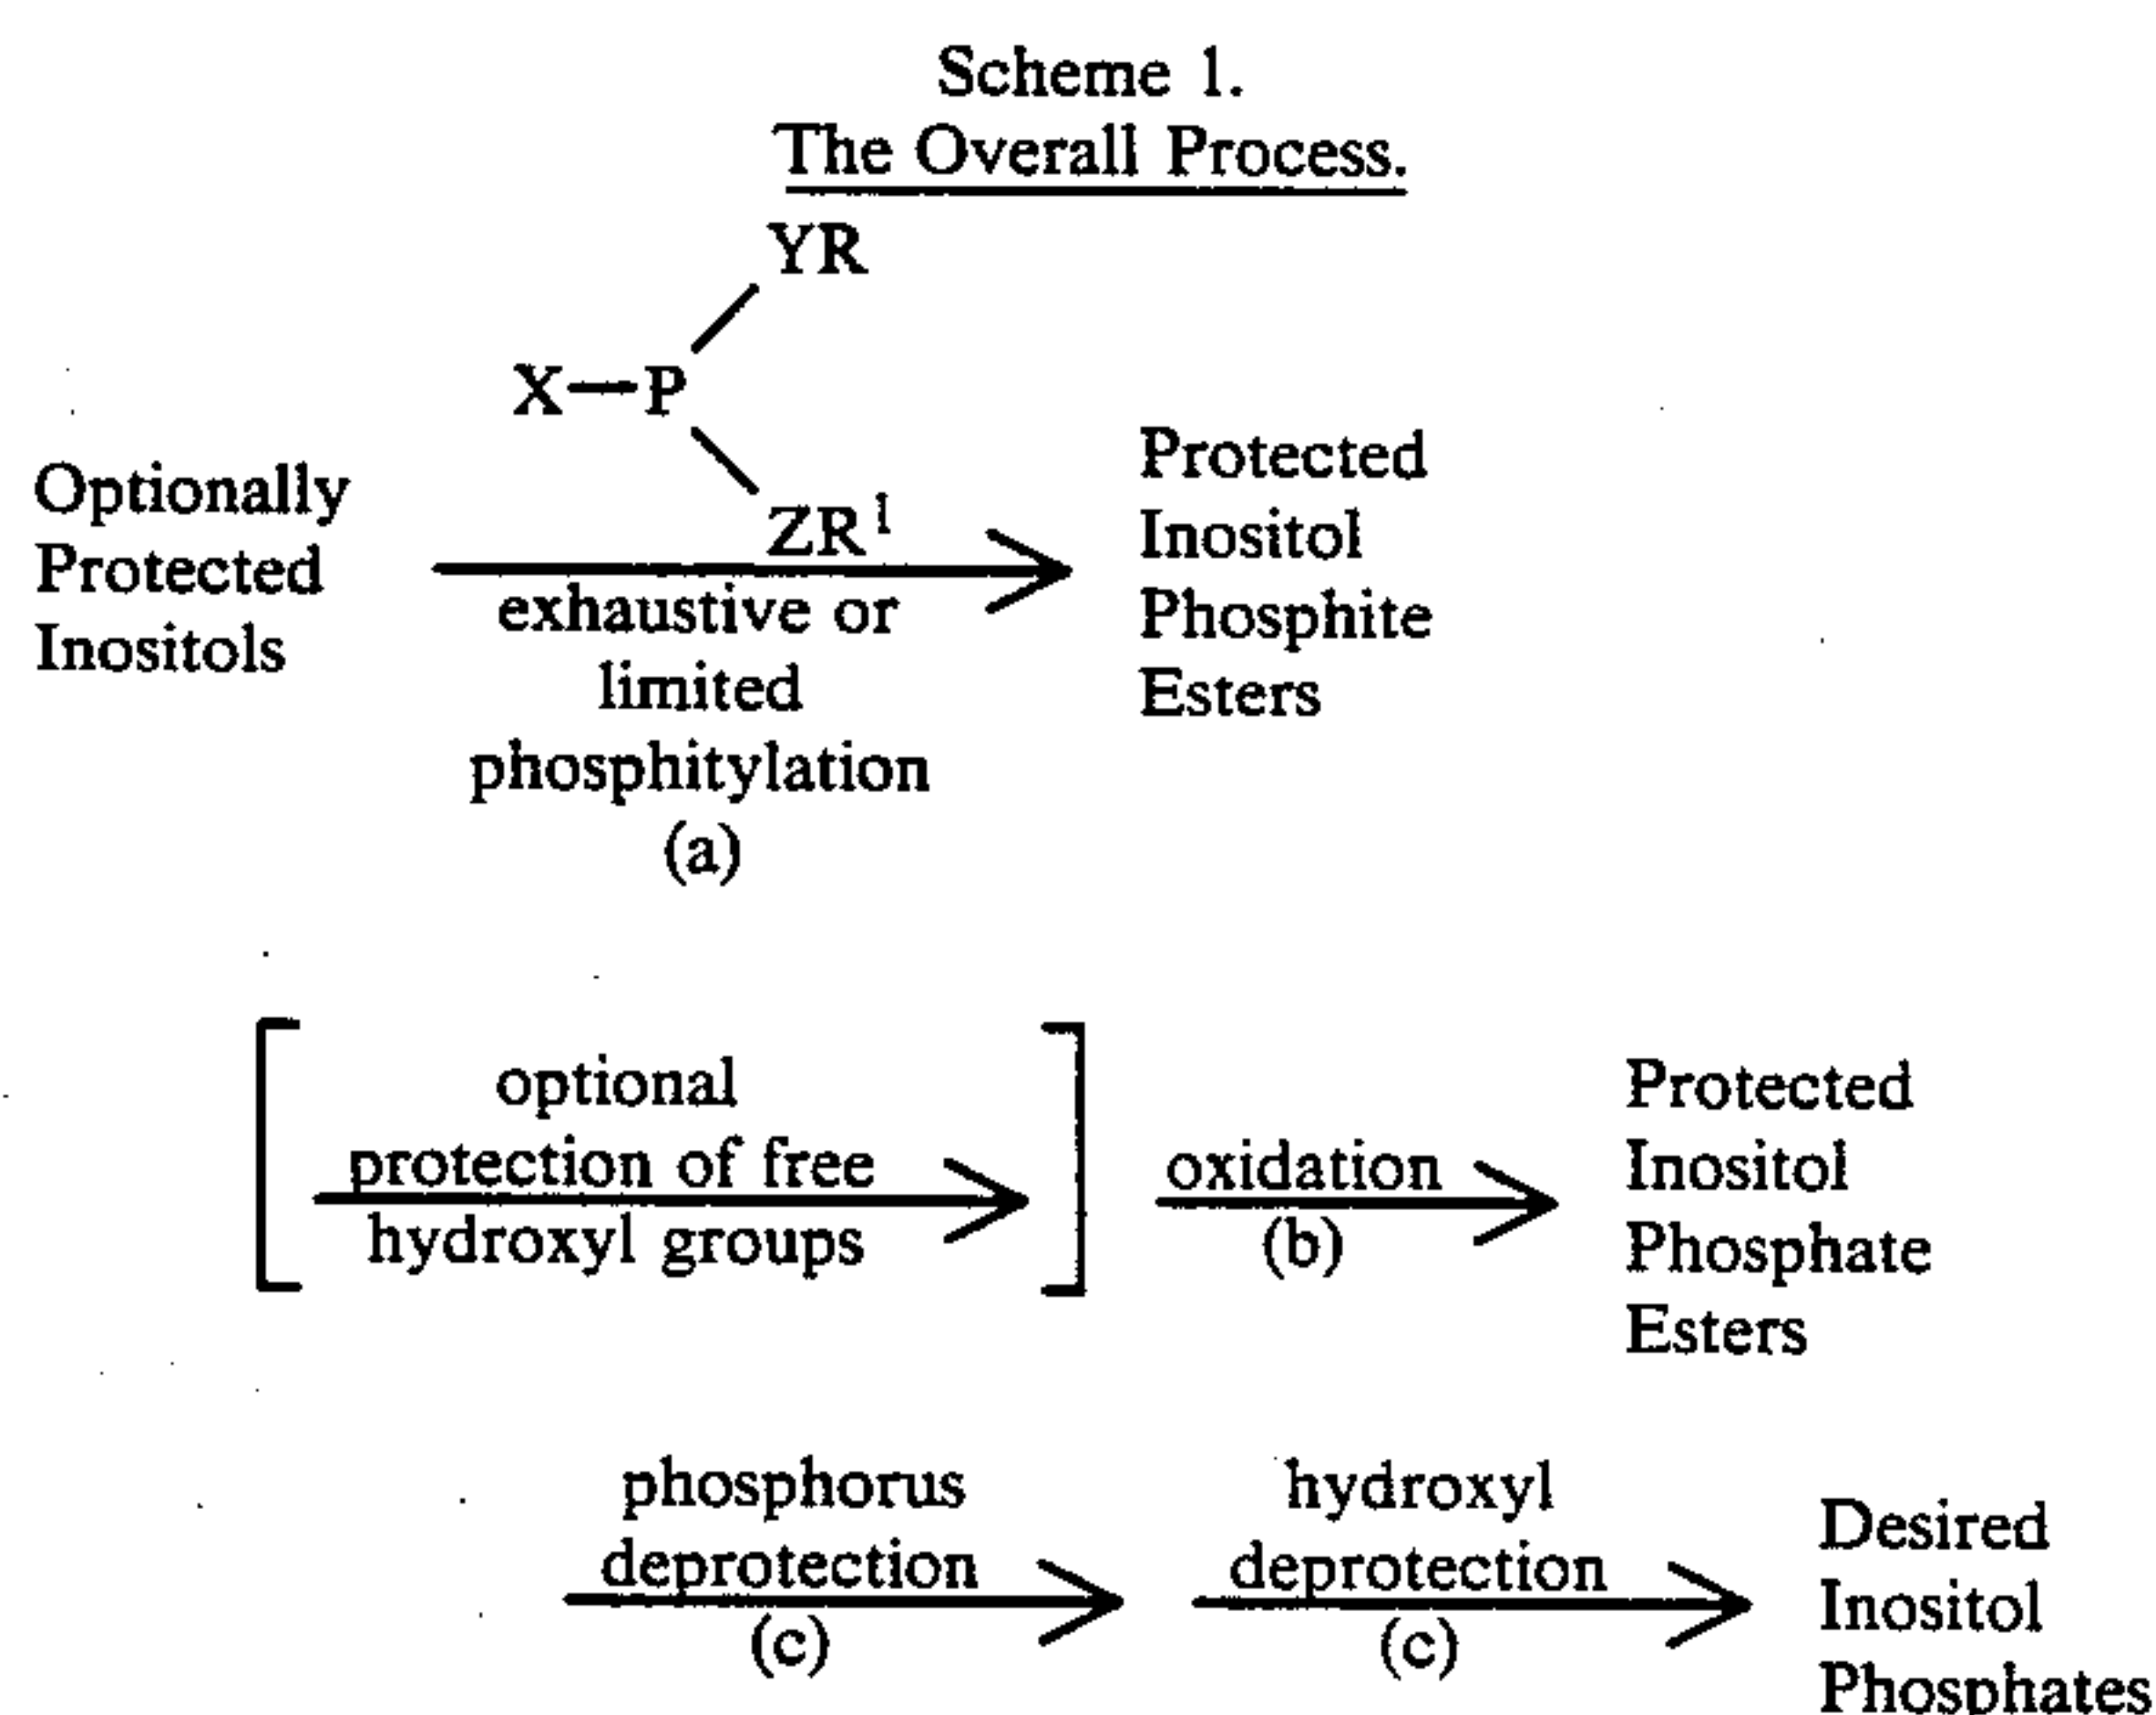 Scheme 1.
The Overall Process.
YR
X—P
ZR¹
Optionally
Protected
Inositols
exhaustive or
limited
phosphitylation
(a)
Protected
Inositol
Phosphite
Esters
optional
protection of free
hydroxyl groups
oxidation
(b)
Protected
Inositol
Phosphate
Esters
phosphorus
deprotection
(c)
hydroxyl
deprotection
(c)
Desired
Inositol
Phosphates